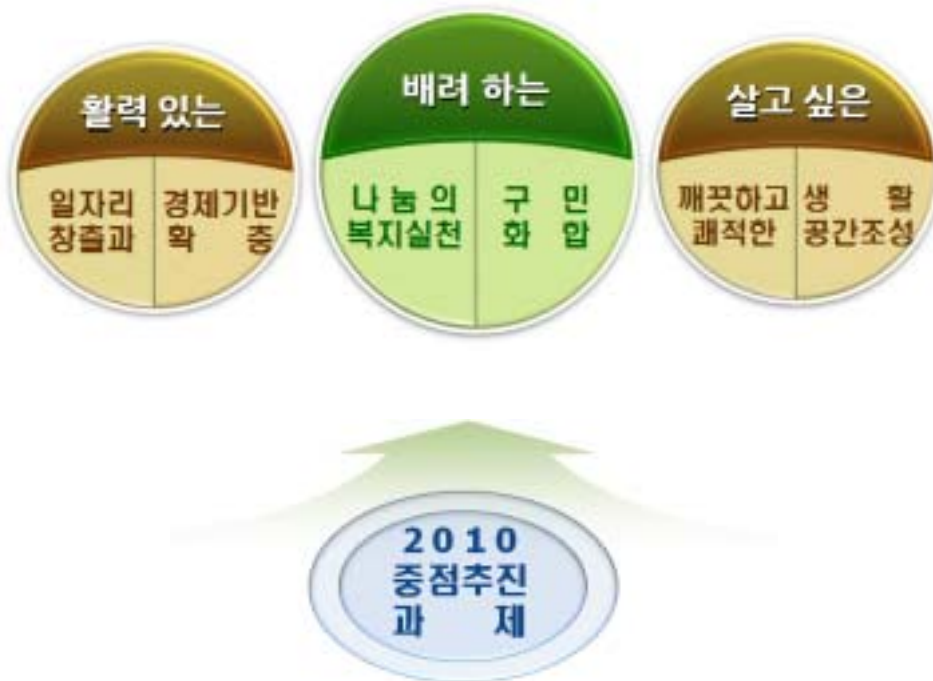 활력 있는
일자리 경제기반
창출과 확 충
배려 하는
나 눔 의 구 민
복지실천 화 합
살고 싶은
깨끗하고 생 활
쾌적한 공간조성
2010
중점추진
과 제